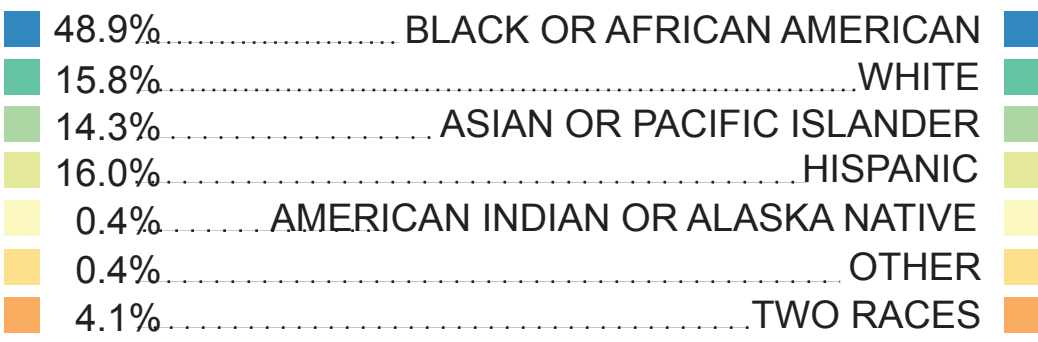 48.9% BLACK OR AFRICAN AMERICAN
15.8% WHITE
14.3% ASIAN OR PACIFIC ISLANDER
16.0% HISPANIC
0.4% AMERICAN INDIAN OR ALASKA NATIVE
0.4% OTHER
4.1% TWO RACES